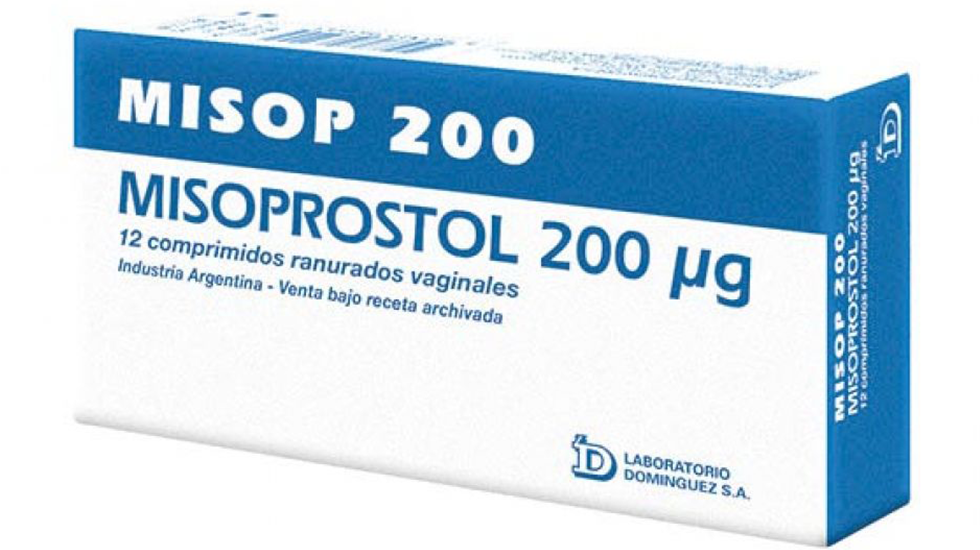 MISOP 200
MISOPROSTOL 200 µg
12 comprimidos ranurados vaginales
Industria Argentina - Venta bajo receta archivada
LABORATORIO
DOMINGUEZ S.A.
MISOP 200
MISOPROSTOL 200 µg
12 comprimidos ranurados vaginales